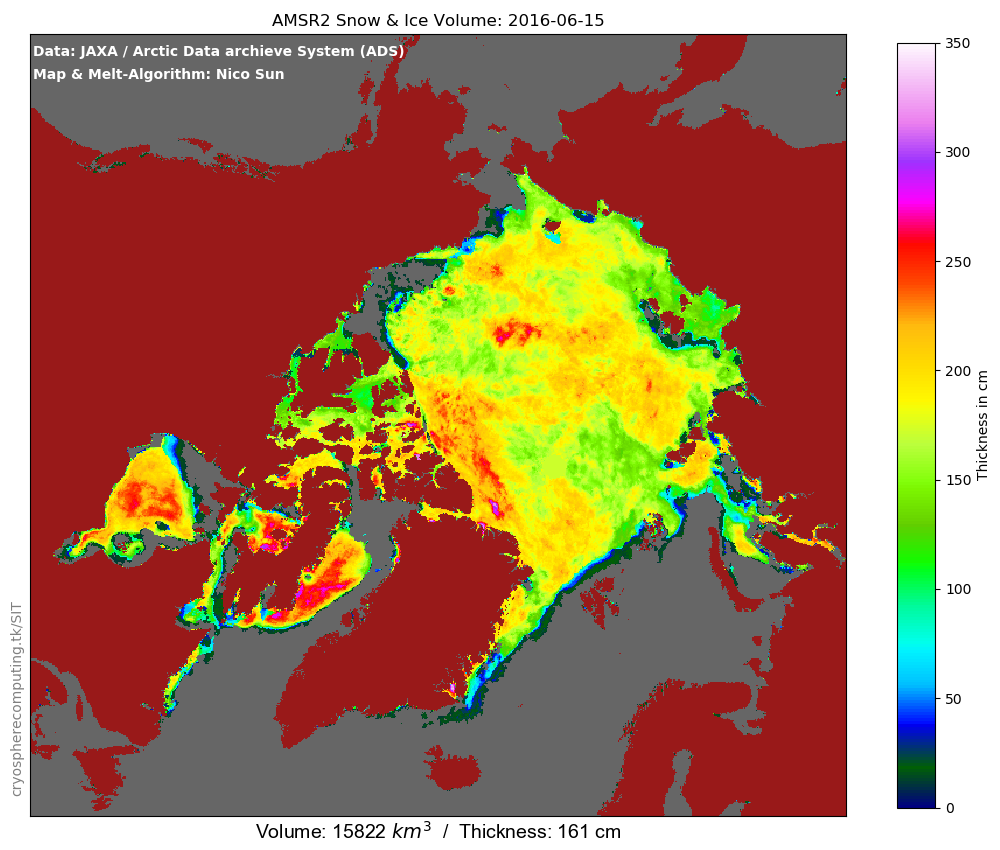 AMSR2 Snow & Ice Volume: 2016-06-15
Data: JAXA / Arctic Data archieve System (ADS)
Map & Melt-Algorithm: Nico Sun
350
300
250
200
150
100
50
0
Thickness in cm
cryospherecomputing.tk/SIT
Volume: 15822 km³ / Thickness: 161 cm